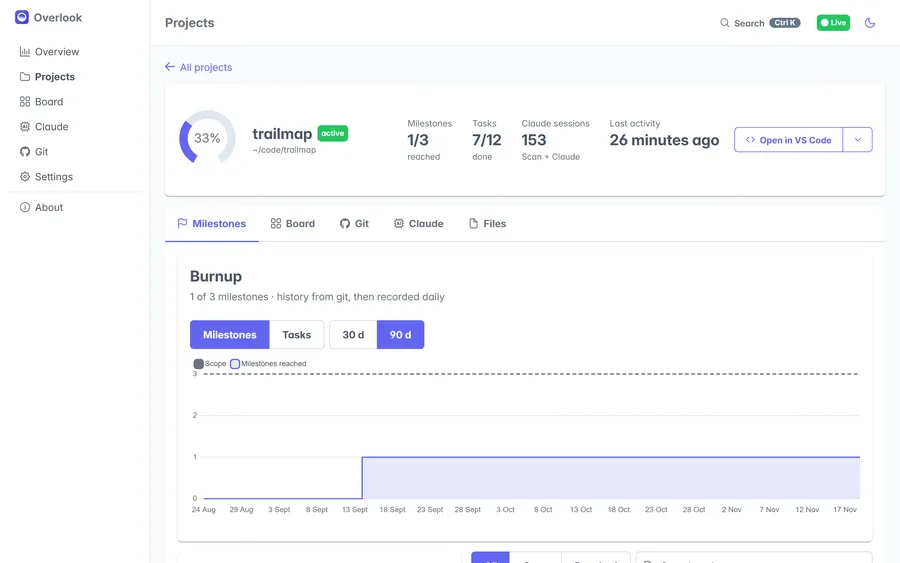 Overlook
Projects
Search Ctrl K
Live
Overview
Projects
Board
Claude
Git
Settings
About
All projects
33%
trailmap active
~/code/trailmap
Milestones
1/3
reached
Tasks
7/12
done
Claude sessions
153
Scan + Claude
Last activity
26 minutes ago
Open in VS Code
Milestones Board Git Claude Files
Burnup
1 of 3 milestones · history from git, then recorded daily
Milestones Tasks 30 d 90 d
Scope Milestones reached
3
2
1
0
24 Aug 29 Aug 3 Sept 8 Sept 13 Sept 18 Sept 23 Sept 28 Sept 3 Oct 8 Oct 13 Oct 18 Oct 23 Oct 28 Oct 2 Nov 7 Nov 12 Nov 17 Nov